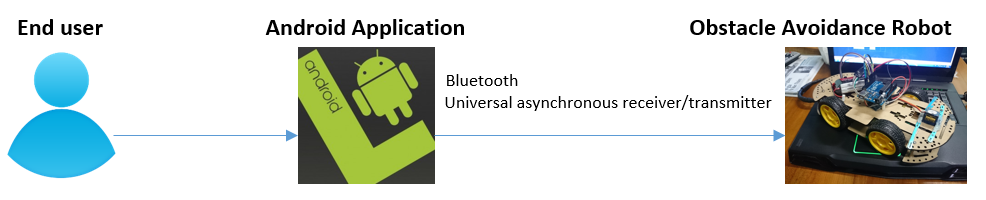 End user
Android Application
Obstacle Avoidance Robot
android
Bluetooth
Universal asynchronous receiver/transmitter